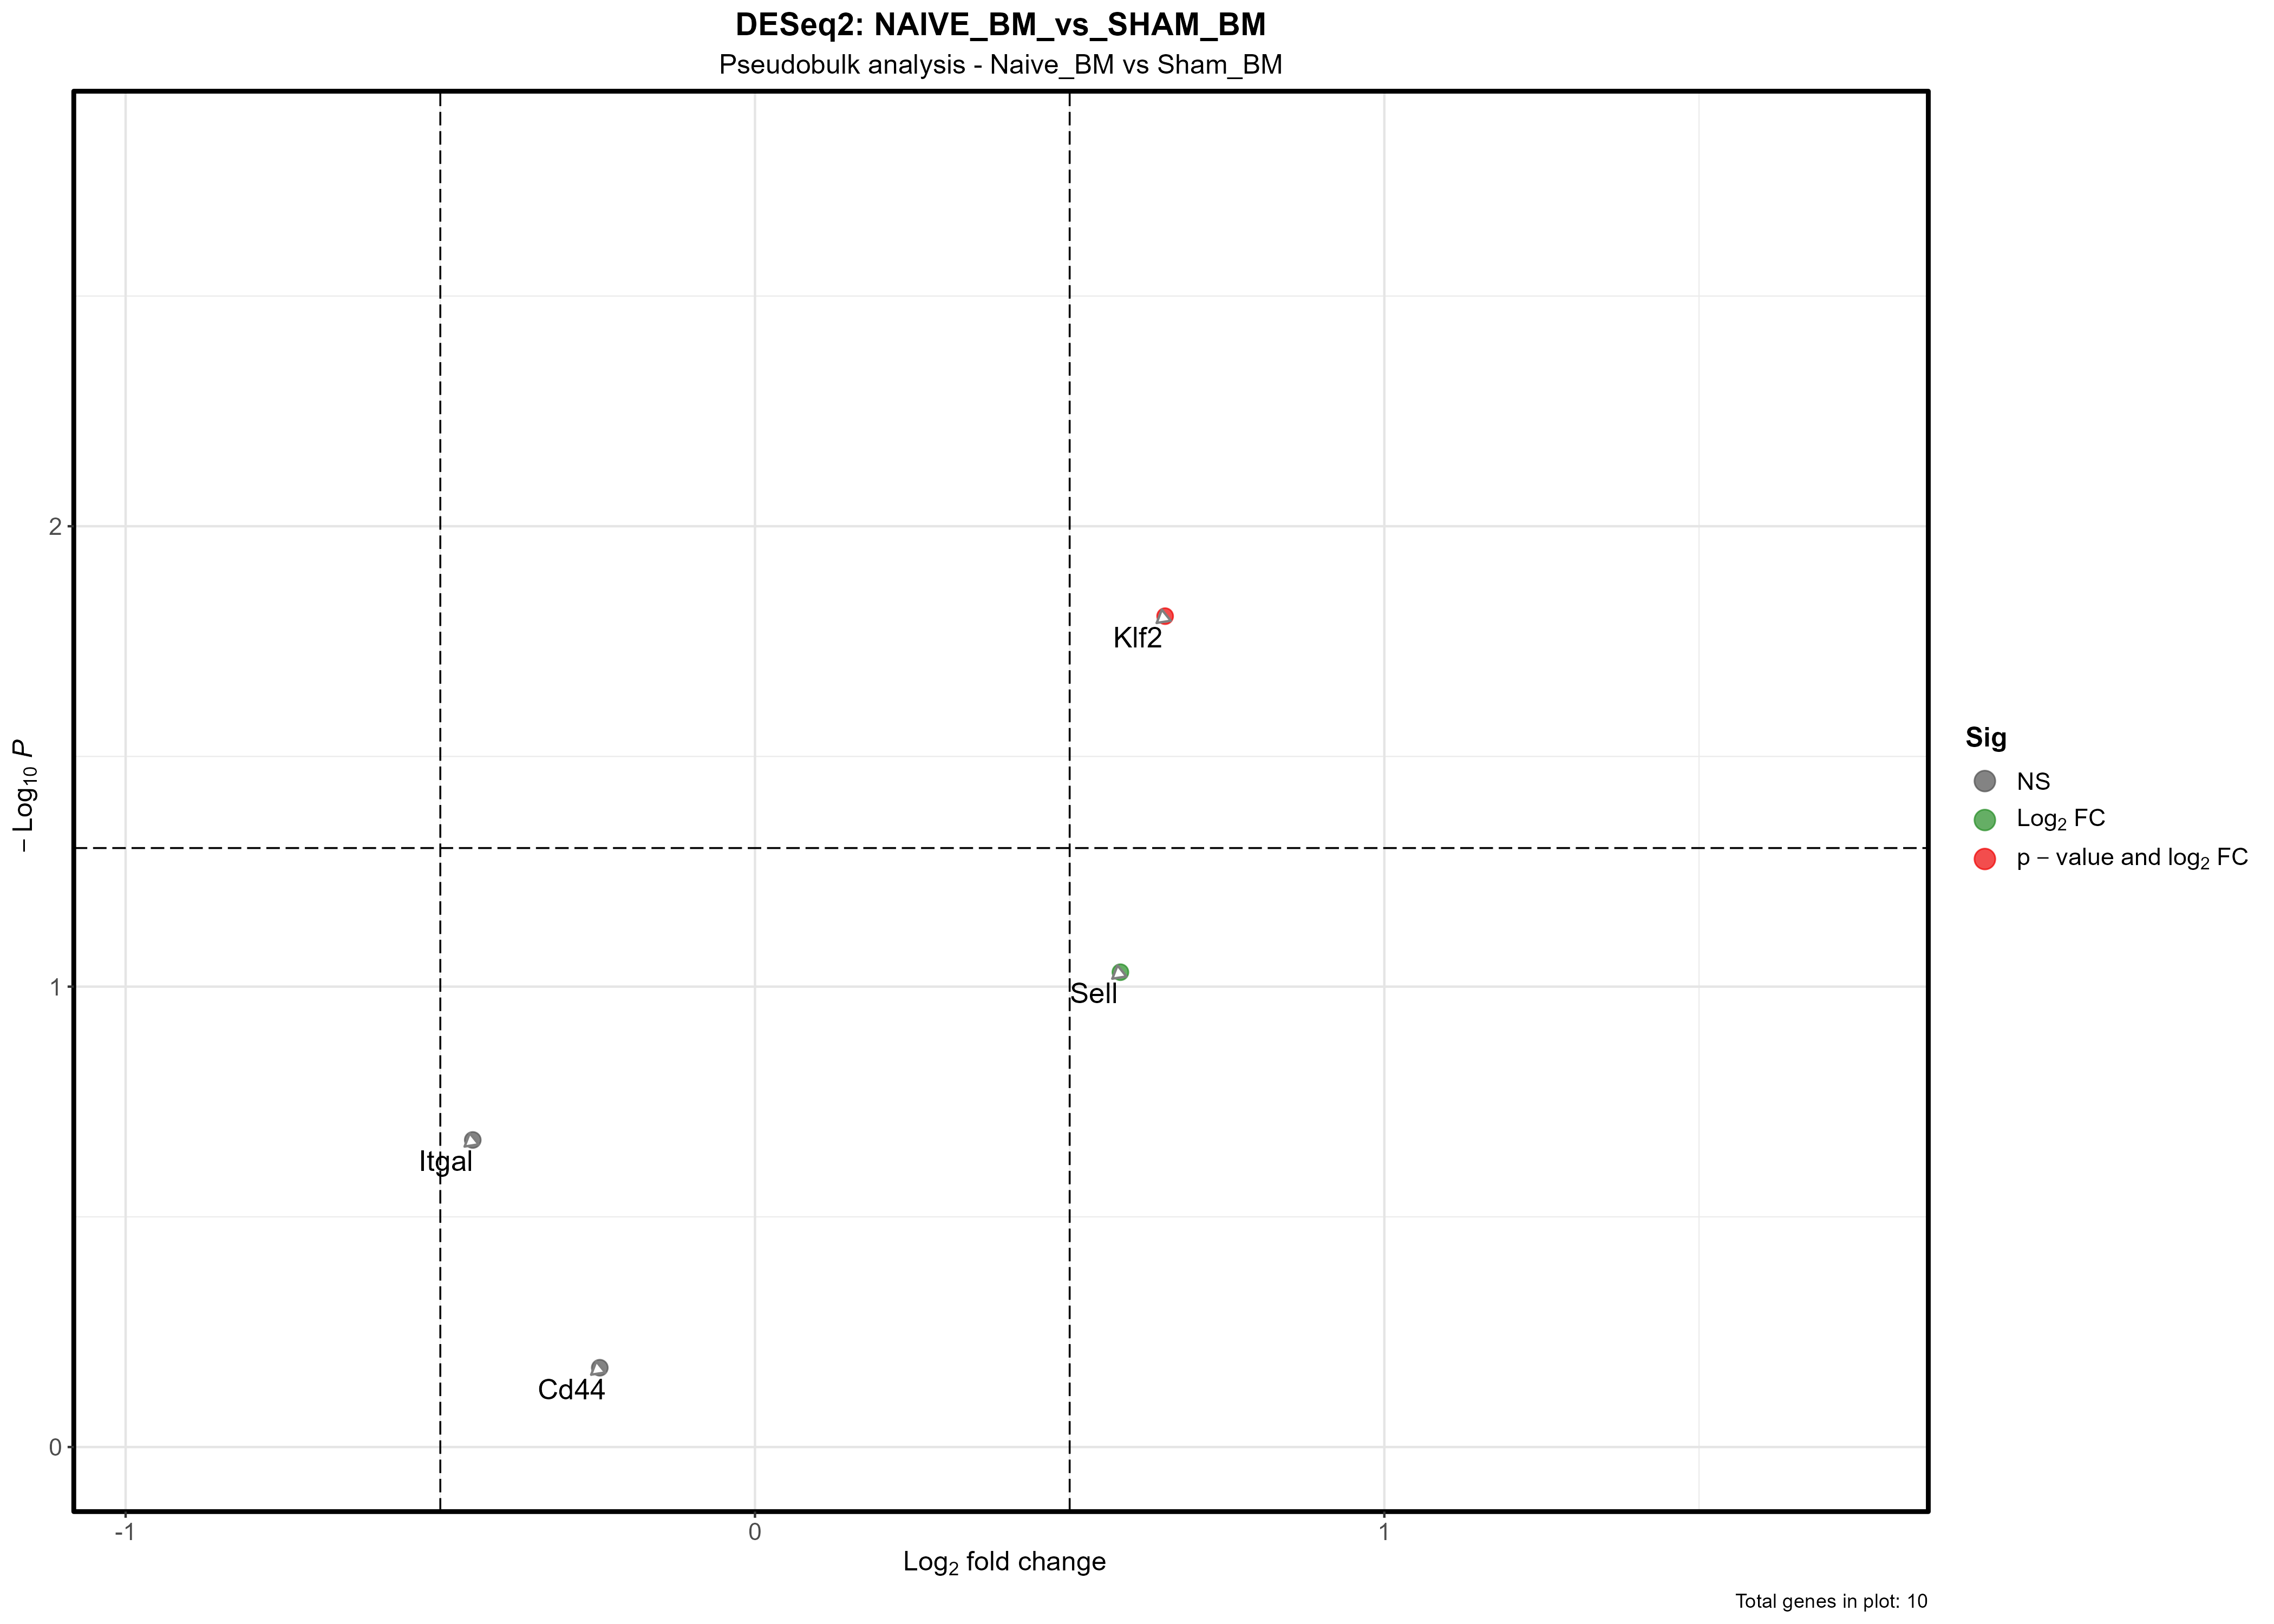 DESeq2: NAIVE_BM_vs_SHAM_BM
Pseudobulk analysis - Naive_BM vs Sham_BM
− Log10 P
2
1
0
Klf2
Sell
Itgal
Cd44
-1
0
1
Log2 fold change
Sig
NS
Log2 FC
p − value and log2 FC
Total genes in plot: 10